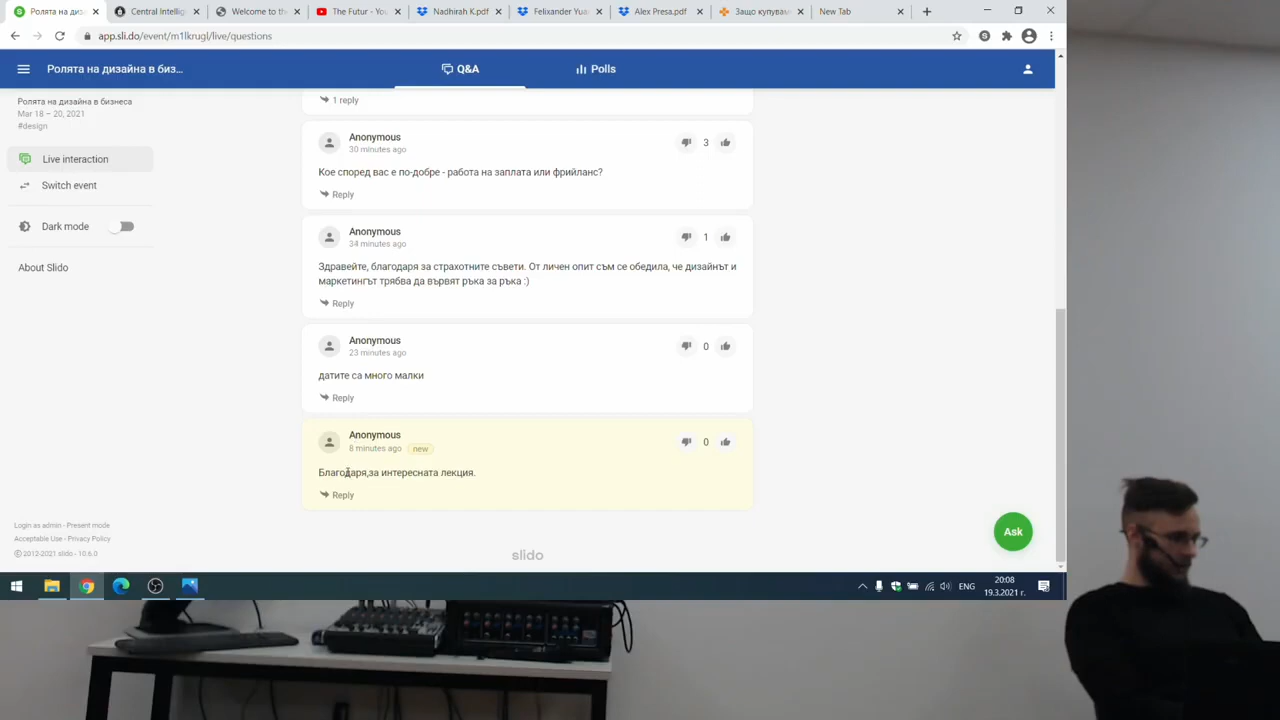 Ролята на диз
Central Intellig
Welcome to th
The Futur - You
Nadhirah K.pdf
Felixander Yua
Alex Presa.pdf
Защо купувам
New Tab
app.sli.do/event/m1lkrugl/live/questions
Ролята на дизайна в биз...
Q&A
Polls
Ролята на дизайна в бизнеса
Mar 18 – 20, 2021
#design
Live interaction
Switch event
Dark mode
About Slido
1 reply
Anonymous
30 minutes ago
3
Кое според вас е по-добре - работа на заплата или фрийланс?
Reply
Anonymous
34 minutes ago
1
Здравейте, благодаря за страхотните съвети. От личен опит съм се обедила, че дизайнът и
маркетингът трябва да вървят ръка за ръка :)
Reply
Anonymous
23 minutes ago
0
датите са много малки
Reply
Anonymous
8 minutes ago
new
0
Благодаря,за интересната лекция.
Reply
Login as admin - Present mode
Acceptable Use - Privacy Policy
© 2012-2021 slido - 10.6.0
slido
Ask
ЕНГ
20:08
19.3.2021 г.